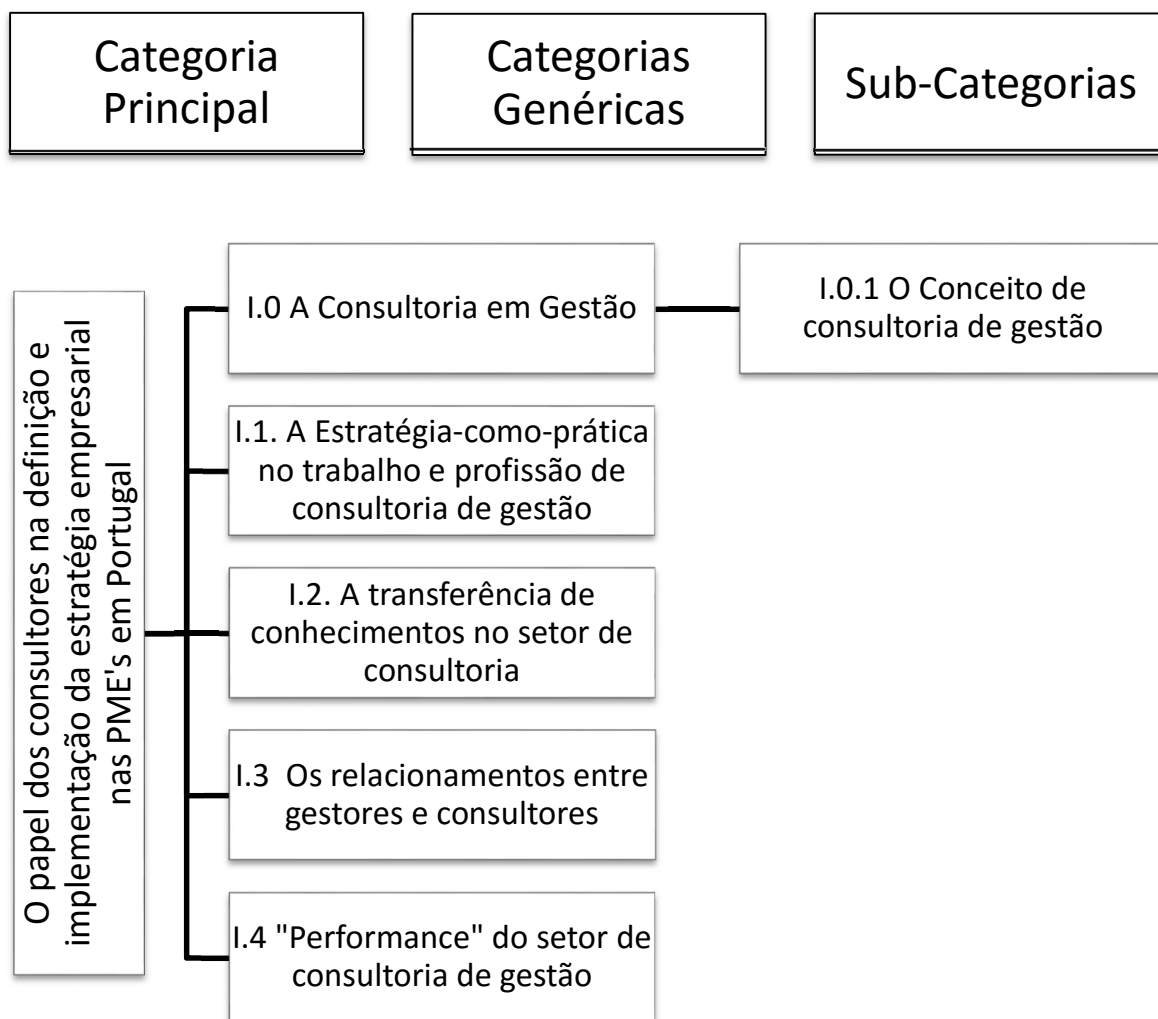 Categoria
Principal
Categorias
Genéricas
Sub-Categorias
O papel dos consultores na definição e
implementação da estratégia empresarial
nas PME's em Portugal
I.0 A Consultoria em Gestão
I.0.1 O Conceito de
consultoria de gestão
I.1. A Estratégia-como-prática
no trabalho e profissão de
consultoria de gestão
I.2. A transferência de
conhecimentos no setor de
consultoria
I.3  Os relacionamentos entre
gestores e consultores
I.4 "Performance" do setor de
consultoria de gestão